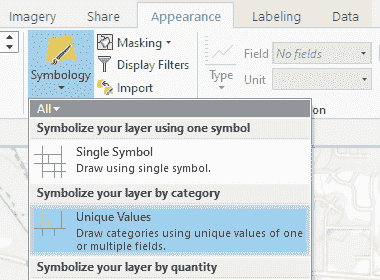 Imagery Share Appearance Labeling Data
Masking
Display Filters
Import
Symbology
Type
Field No fields
Unit
All
Symbolize your layer using one symbol
Single Symbol
Draw using single symbol.
Symbolize your layer by category
Unique Values
Draw categories using unique values of one
or multiple fields.
Symbolize your layer by quantity